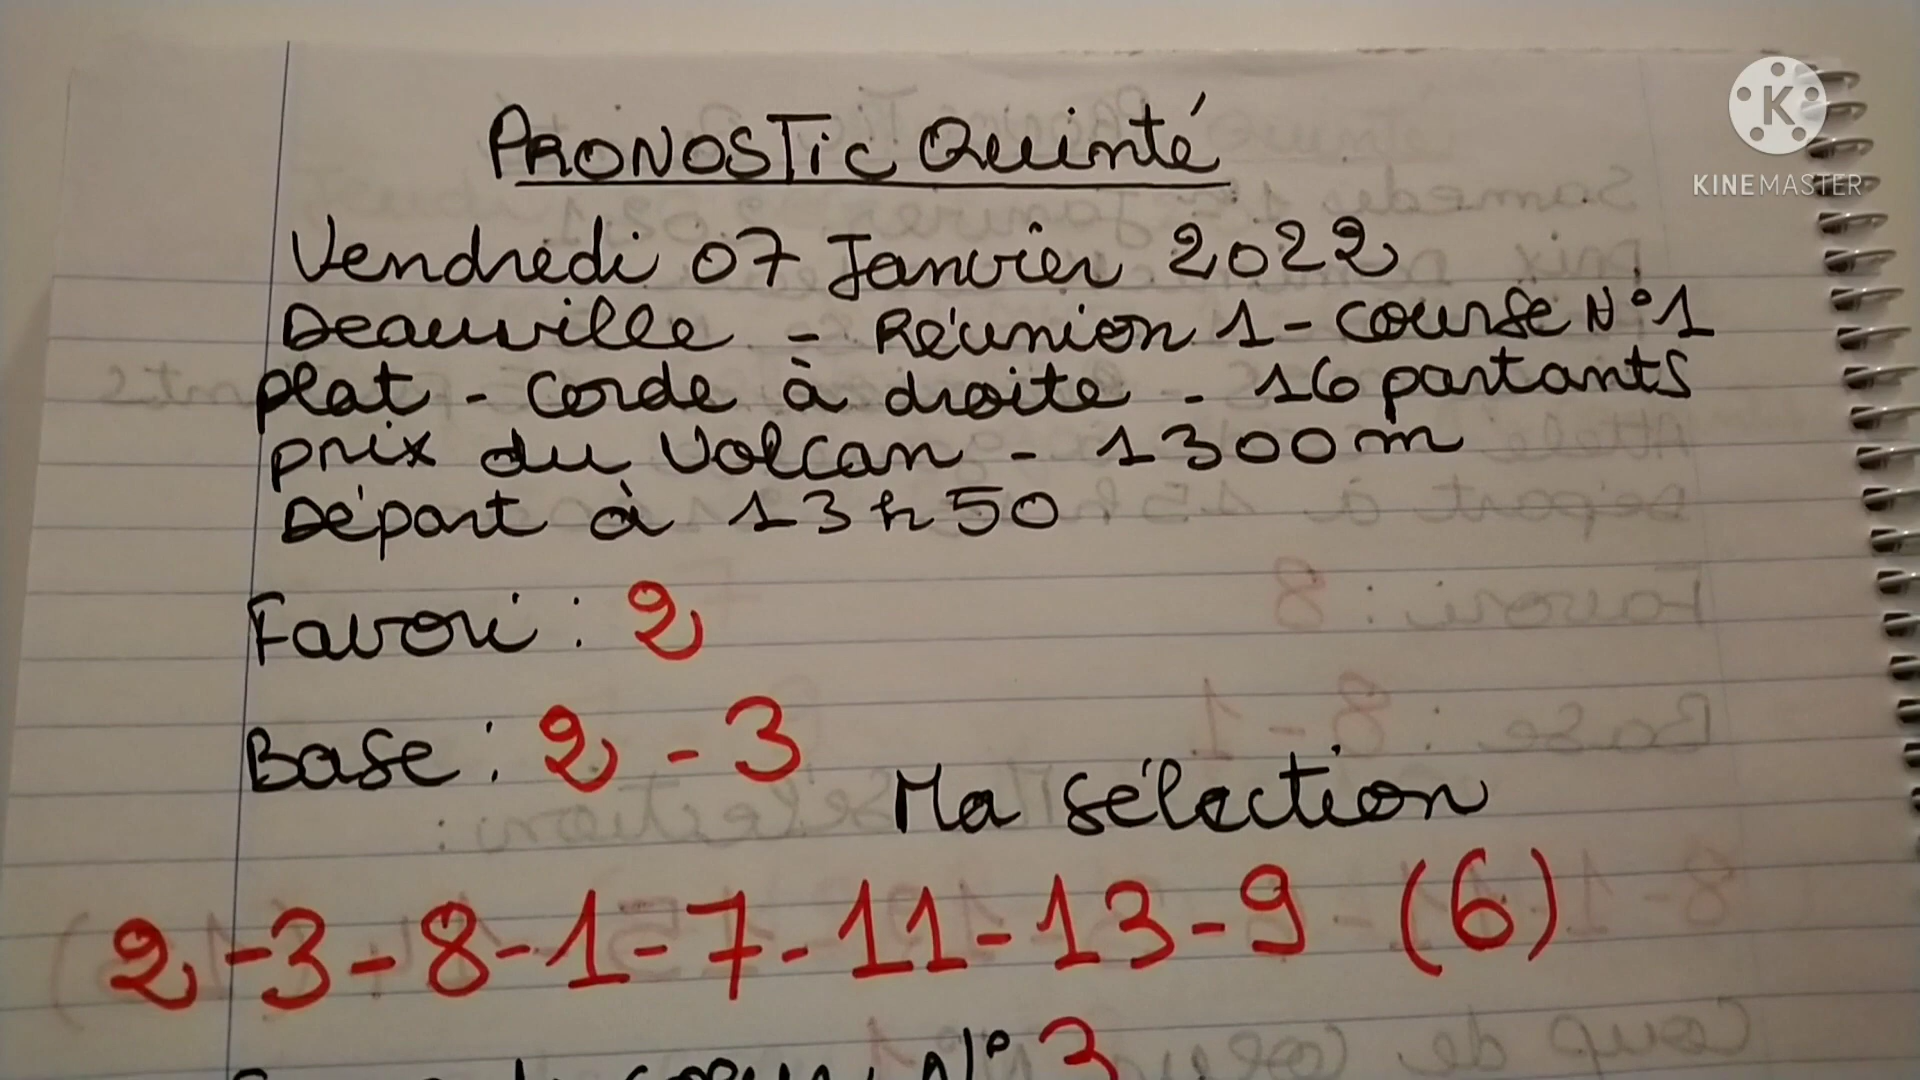 PRONOSTIC Quinté
Vendredi 07 Janvier 2022
Deauville - Réunion 1 - course N°1
plat - corde à droite - 16 partants
prix du Volcan - 1300m
Départ à 13h50
Favori : 2
Base : 2 - 3
Ma sélection
2 - 3 - 8 - 1 - 7 - 11 - 13 - 9 (6)
N° 3
KINEMASTER